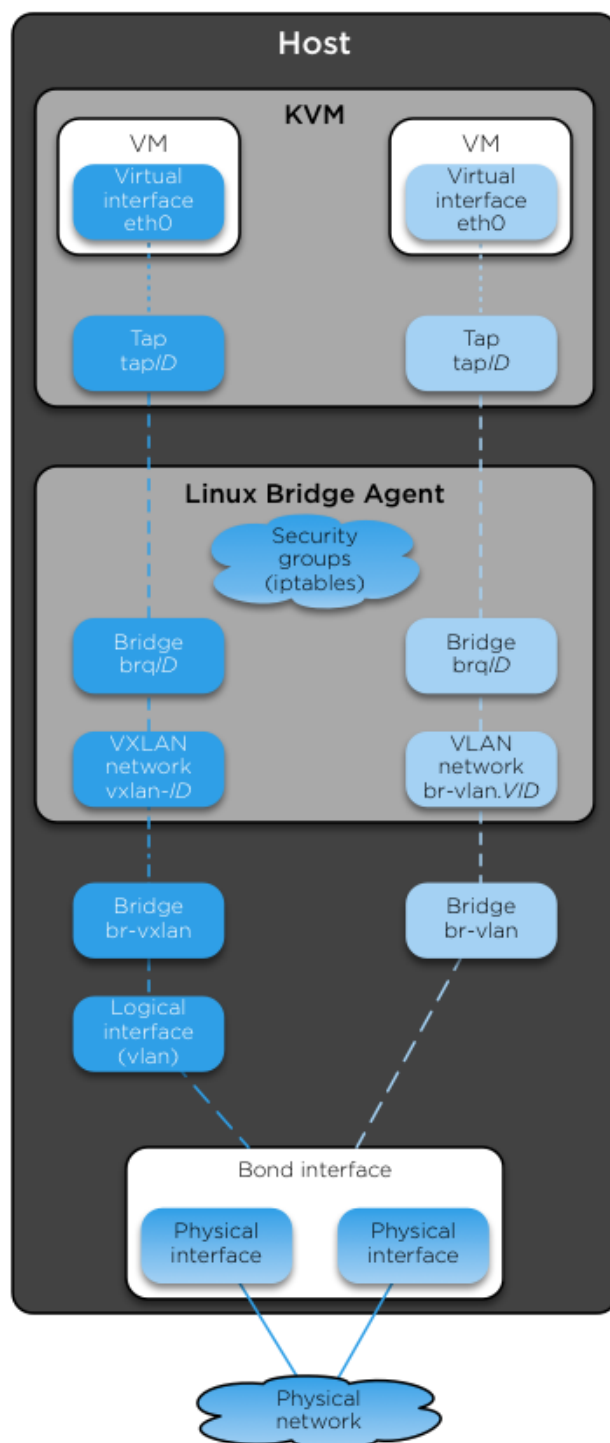 Host
KVM
VM
Virtual
interface
eth0
VM
Virtual
interface
eth0
Tap
tapID
Tap
tapID
Linux Bridge Agent
Security
groups
(iptables)
Bridge
brqID
Bridge
brqID
VXLAN
network
vxlan-ID
VLAN
network
br-vlan.VID
Bridge
br-vxlan
Bridge
br-vlan
Logical
interface
(vlan)
Bond interface
Physical
interface
Physical
interface
Physical
network